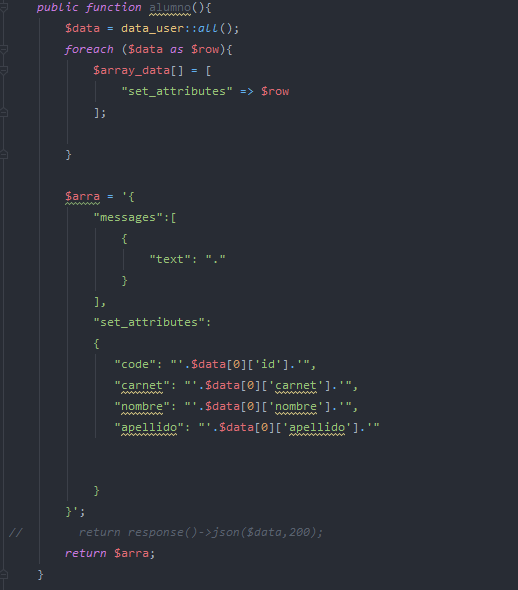 public function alumno(){
$data = data_user::all();
foreach ($data as $row){
$array_data[] = [
"set_attributes" => $row
];
}
$arra = '{
"messages":[
{
"text": "."
}
],
"set_attributes":
{
"code": "'.$data[0]['id'].'",
"carnet": "'.$data[0]['carnet'].'",
"nombre": "'.$data[0]['nombre'].'",
"apellido": "'.$data[0]['apellido'].'"
}
}';
// return response()->json($data,200);
return $arra;
}